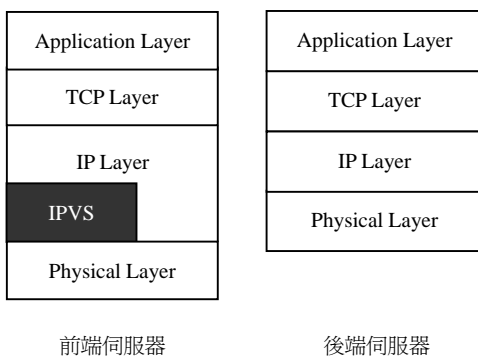 Application Layer
TCP Layer
IP Layer
IPVS
Physical Layer
前端伺服器
Application Layer
TCP Layer
IP Layer
Physical Layer
後端伺服器